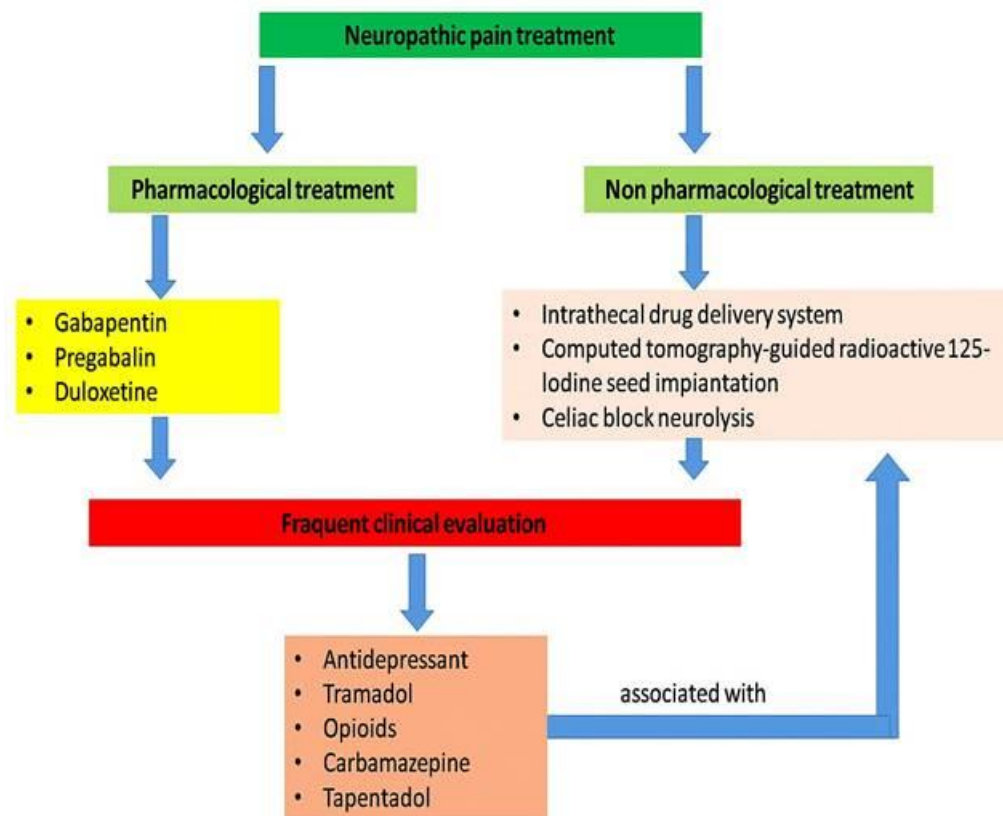 Neuropathic pain treatment
Pharmacological treatment
Non pharmacological treatment
• Gabapentin
• Pregabalin
• Duloxetine
• Intrathecal drug delivery system
• Computed tomography-guided radioactive 125-
Iodine seed impiantation
• Celiac block neurolysis
Fraquent clinical evaluation
• Antidepressant
• Tramadol
• Opioids
• Carbamazepine
• Tapentadol
associated with